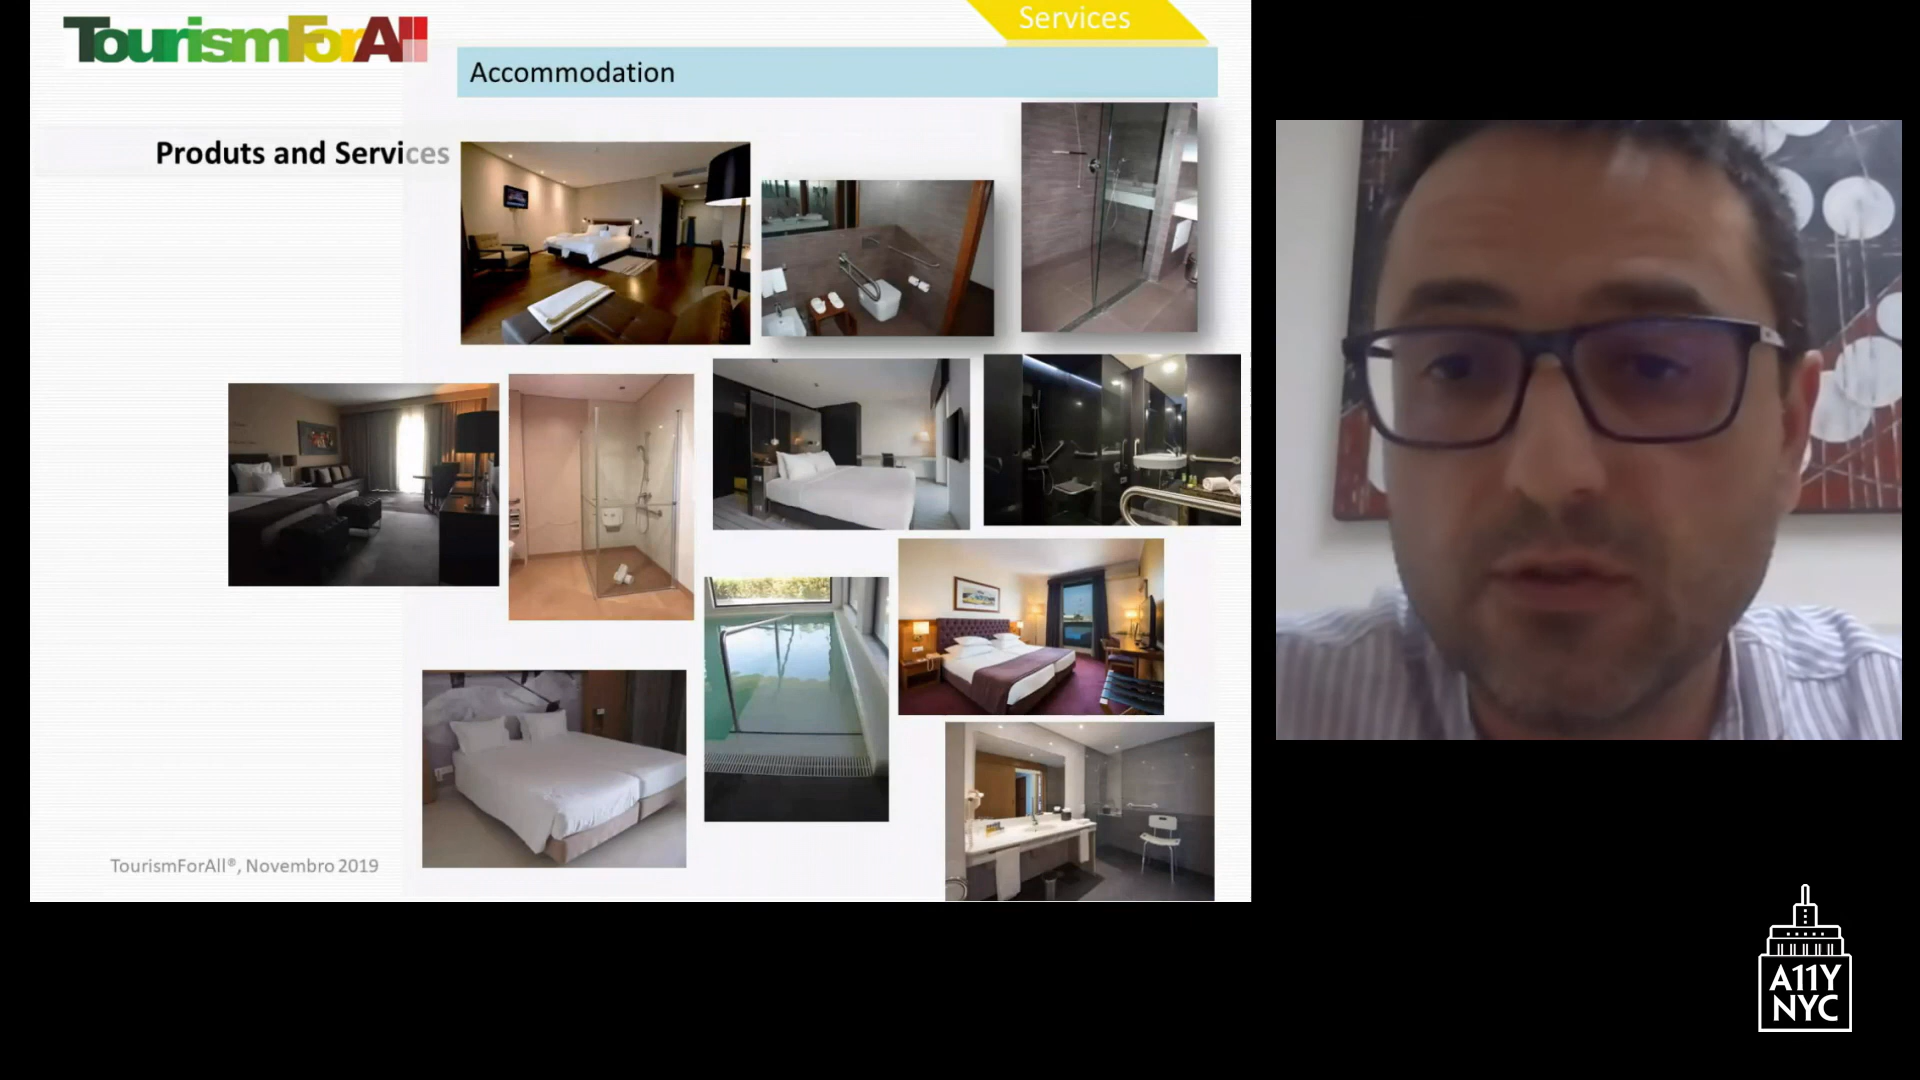 TourismForAll
Services
Accommodation
Produts and Services
TourismForAll®, Novembro 2019
A11Y
NYC